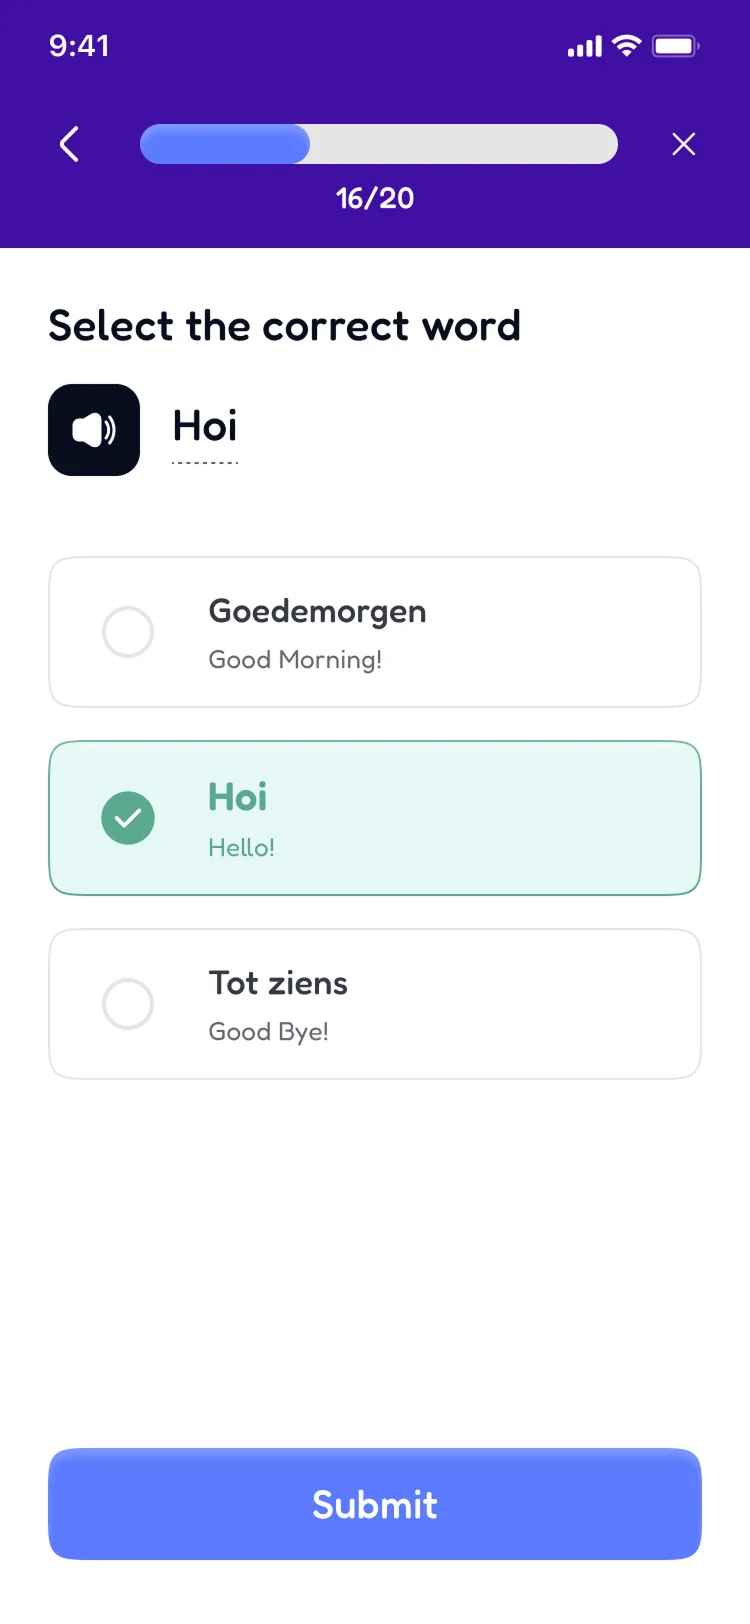 9:41
16/20
Select the correct word
Hoi
Goedemorgen
Good Morning!
Hoi
Hello!
Tot ziens
Good Bye!
Submit